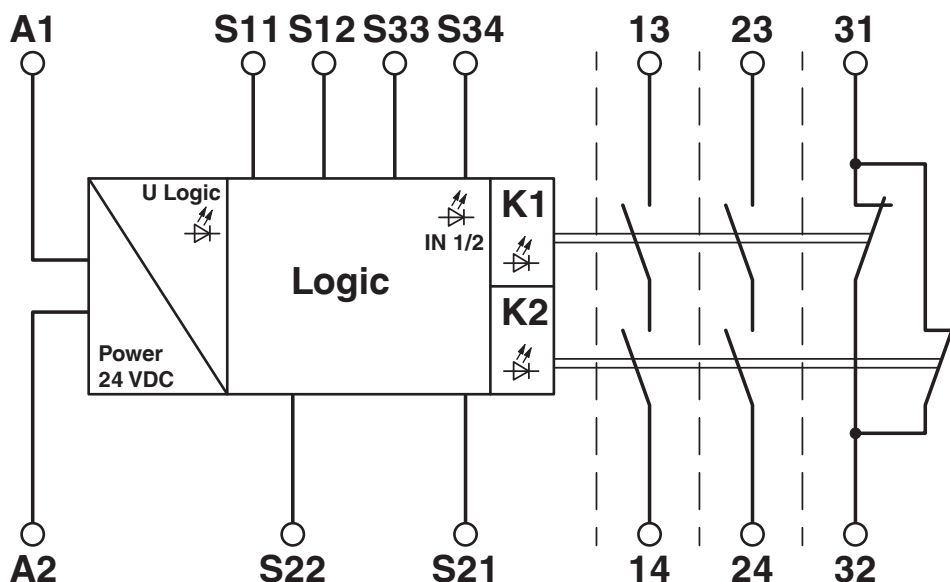 A1 S11 S12 S33 S34 13 23 31
U Logic
K1
IN 1/2
Logic
K2
Power
24 VDC
A2 S22 S21 14 24 32